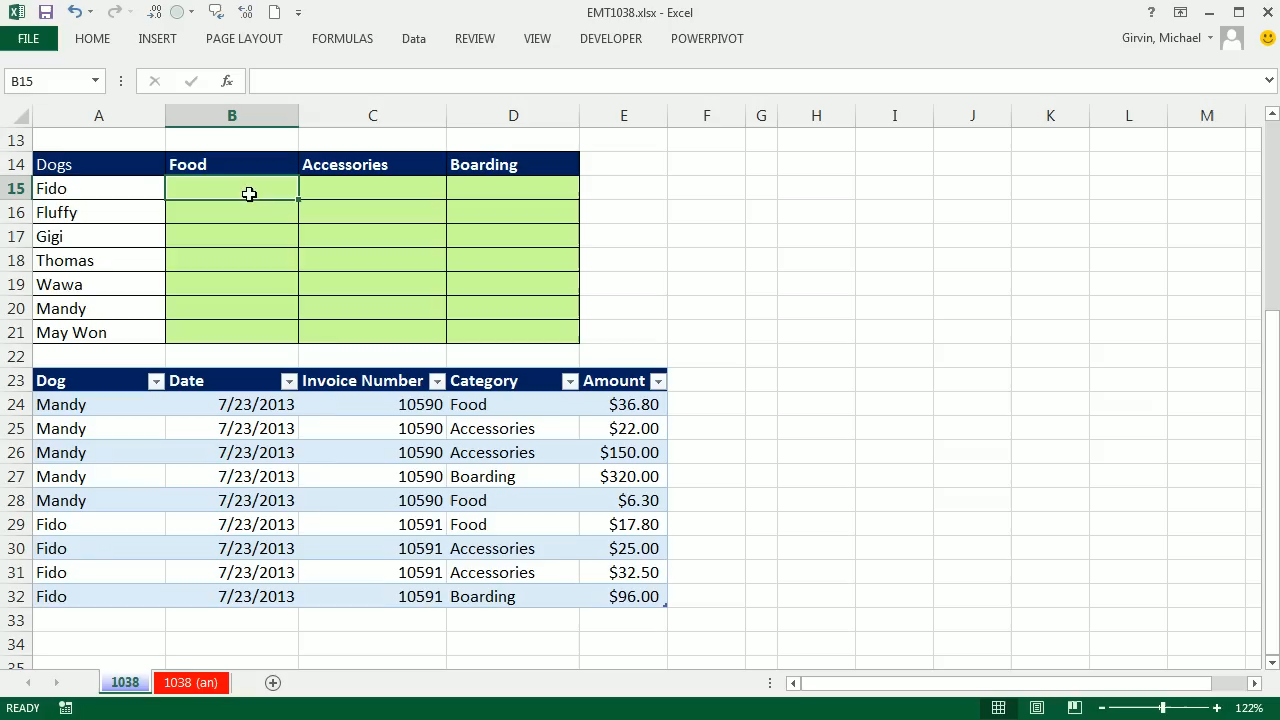 EMT1038.xlsx - Excel
?
FILE HOME INSERT PAGE LAYOUT FORMULAS Data REVIEW VIEW DEVELOPER POWERPIVOT Girvin, Michael
B15 fx
A B C D E F G H I J K L M
13
14 Dogs Food Accessories Boarding
15 Fido
16 Fluffy
17 Gigi
18 Thomas
19 Wawa
20 Mandy
21 May Won
22
23 Dog Date Invoice Number Category Amount
24 Mandy 7/23/2013 10590 Food $36.80
25 Mandy 7/23/2013 10590 Accessories $22.00
26 Mandy 7/23/2013 10590 Accessories $150.00
27 Mandy 7/23/2013 10590 Boarding $320.00
28 Mandy 7/23/2013 10590 Food $6.30
29 Fido 7/23/2013 10591 Food $17.80
30 Fido 7/23/2013 10591 Accessories $25.00
31 Fido 7/23/2013 10591 Accessories $32.50
32 Fido 7/23/2013 10591 Boarding $96.00
33
34
35
1038 1038 (an)
READY 122%